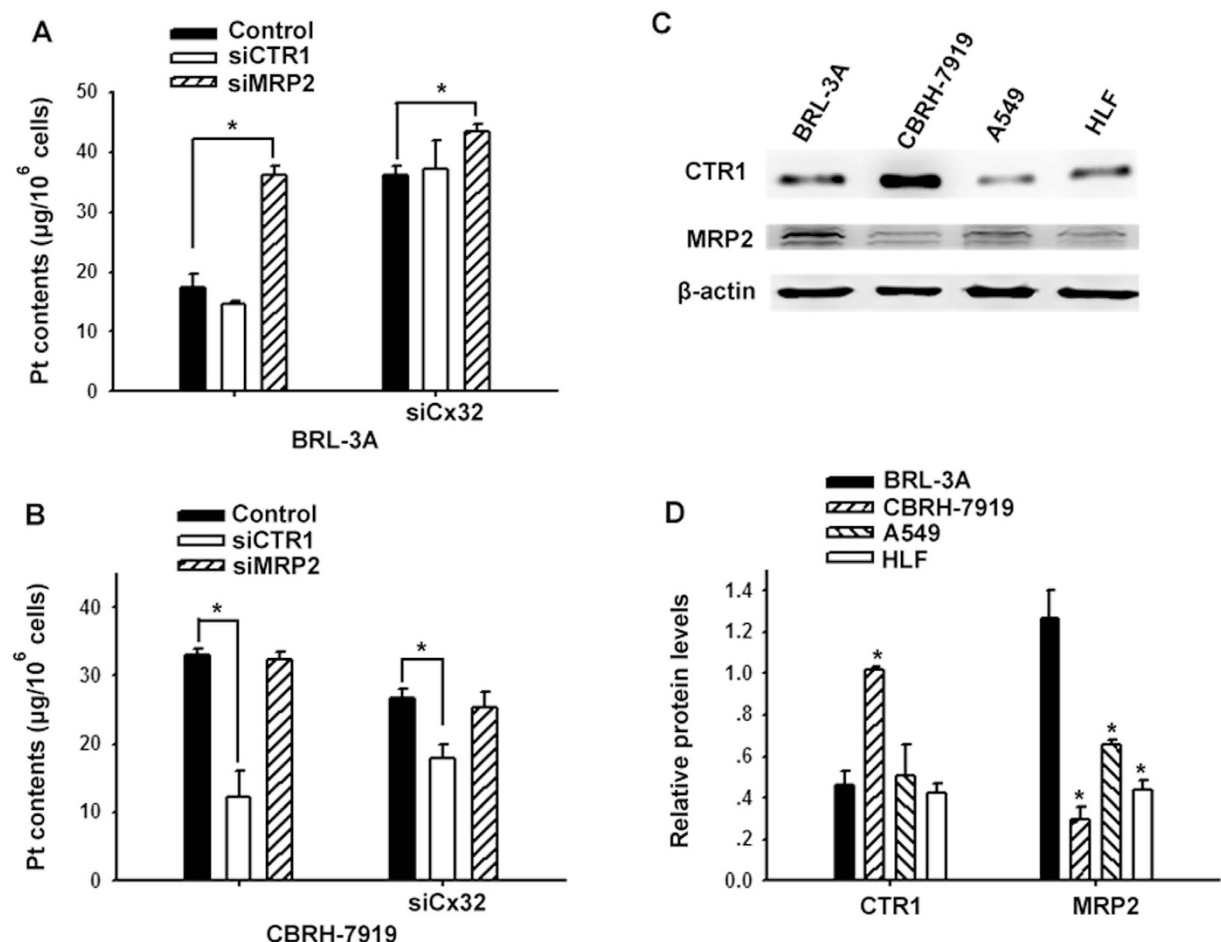 A
Control
siCTR1
siMRP2
Pt contents (µg/10⁶ cells)
50
40
30
20
10
0
*
*
siCx32
BRL-3A
B
Control
siCTR1
siMRP2
Pt contents (µg/10⁶ cells)
40
30
20
10
0
*
*
siCx32
CBRH-7919
C
BRL-3A CBRH-7919 A549 HLF
CTR1
MRP2
β-actin
D
BRL-3A
CBRH-7919
A549
HLF
Relative protein levels
1.4
1.2
1.0
.8
.6
.4
.2
0.0
*
*
*
*
CTR1 MRP2